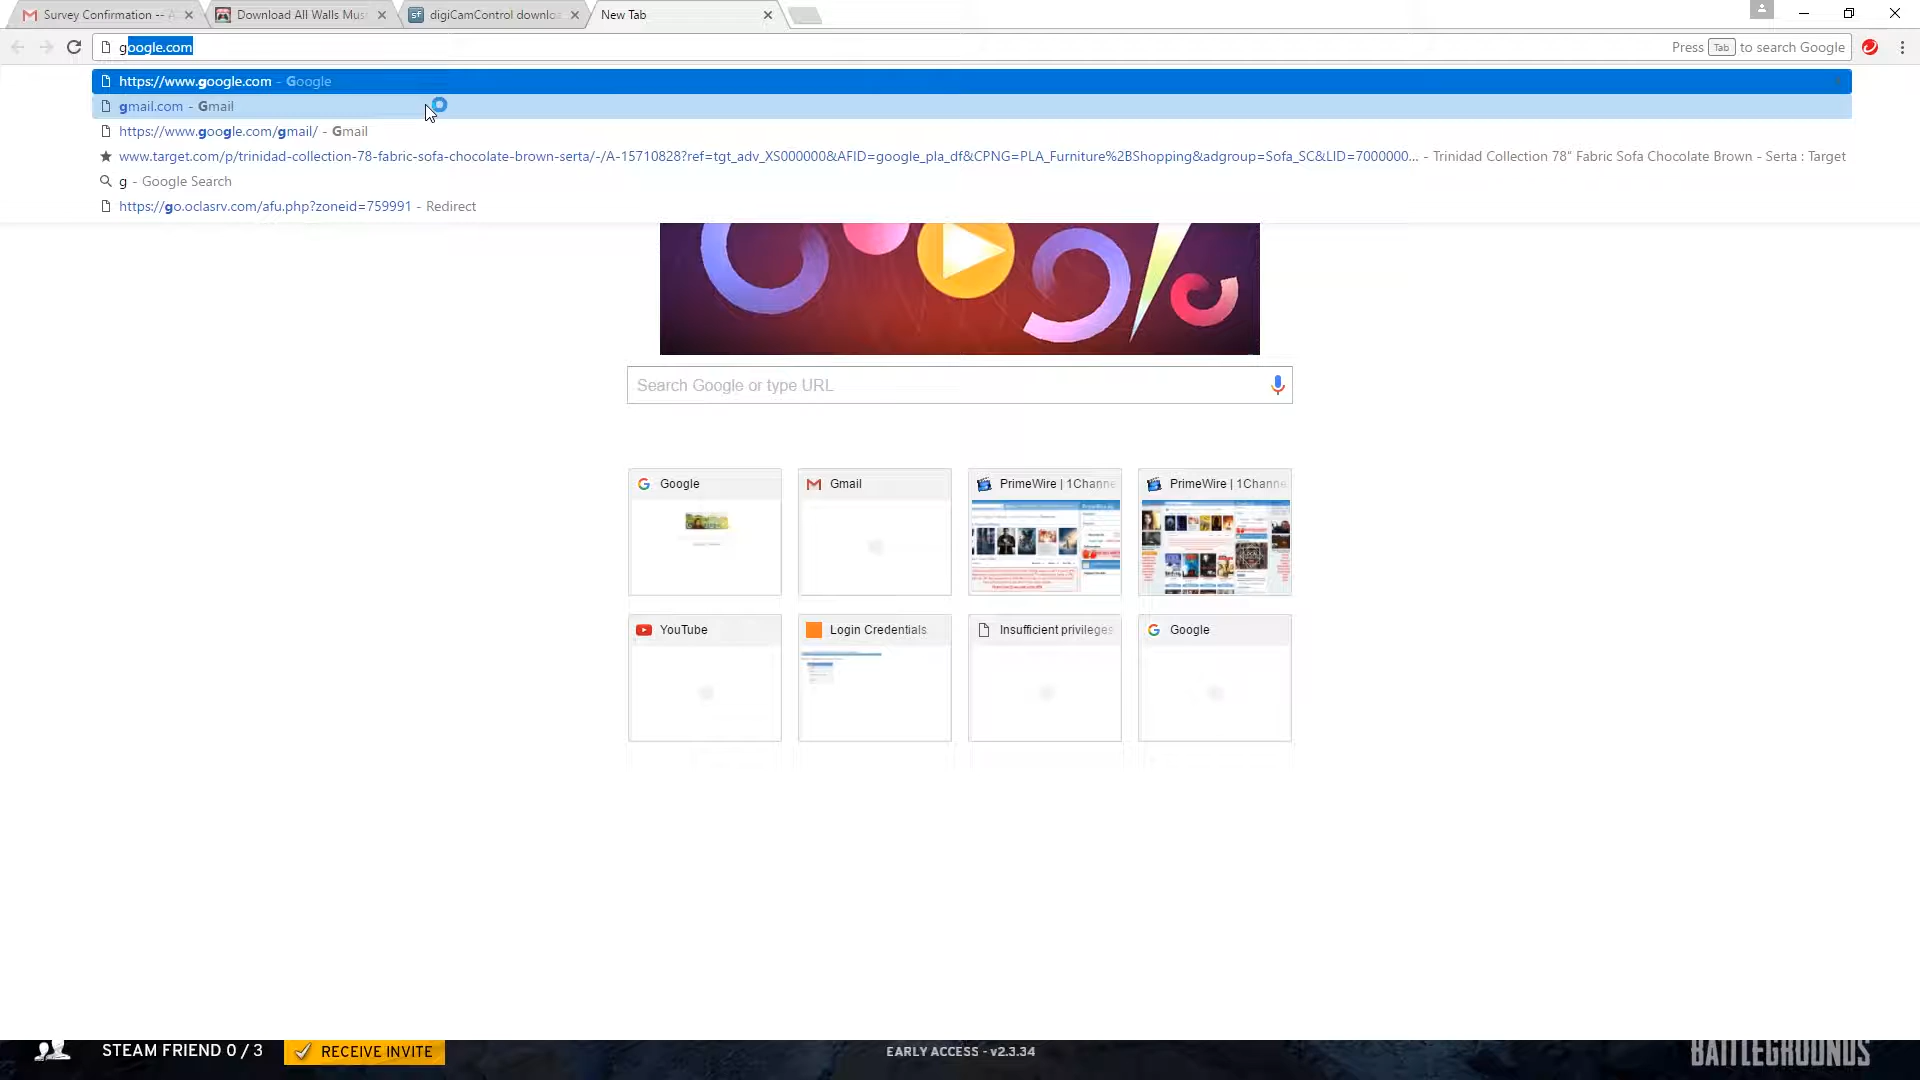 Survey Confirmation -- A
Download All Walls Mus
digiCamControl downlo
New Tab
google.com
Press Tab to search Google
https://www.google.com - Google
gmail.com - Gmail
https://www.google.com/gmail/ - Gmail
www.target.com/p/trinidad-collection-78-fabric-sofa-chocolate-brown-serta/-/A-15710828?ref=tgt_adv_XS000000&AFID=google_pla_df&CPNG=PLA_Furniture%2BShopping&adgroup=Sofa_SC&LID=7000000... - Trinidad Collection 78" Fabric Sofa Chocolate Brown - Serta : Target
g - Google Search
https://go.oclasrv.com/afu.php?zoneid=759991 - Redirect
Search Google or type URL
Google
Gmail
PrimeWire | 1Channe
PrimeWire | 1Channe
YouTube
Login Credentials
Insufficient privileges
Google
STEAM FRIEND 0 / 3
RECEIVE INVITE
EARLY ACCESS - v2.3.34
BATTLEGROUNDS